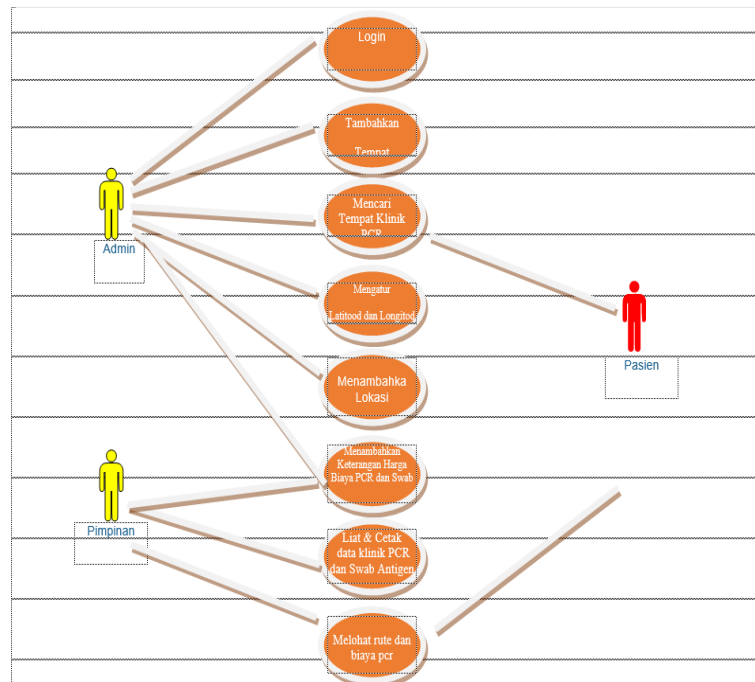 Login
Tambahkan
Tempat
Mencari
Tempat Klinik
PCR
Admin
Mengatur
Latitood dan Longitod
Pasien
Menambahka
Lokasi
Menambahkan
Keterangan Harga
Biaya PCR dan Swab
Pimpinan
Liat & Cetak
data klinik PCR
dan Swab Antigen
Melohat rute dan
biaya pcr